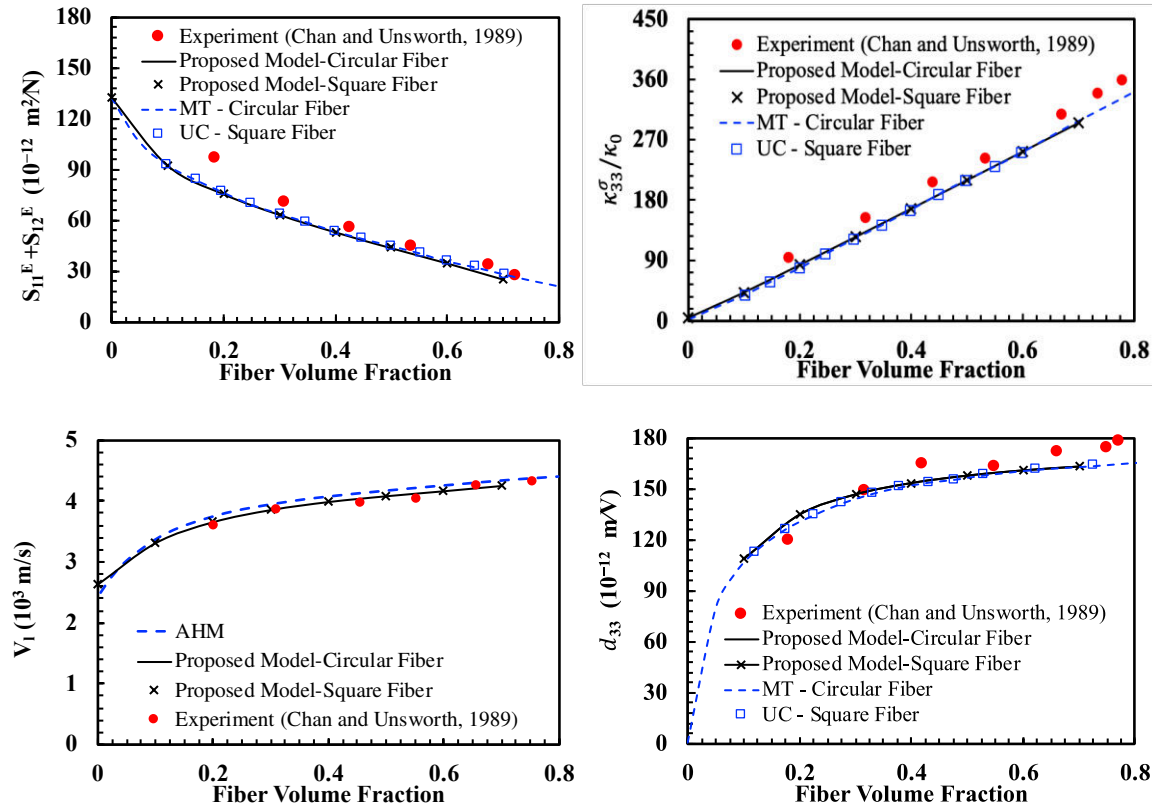 180
150
120
90
60
30
0
S₁₁ᴱ +S₁₂ᴱ (10⁻¹² m²/N)
Experiment (Chan and Unsworth, 1989)
Proposed Model-Circular Fiber
Proposed Model-Square Fiber
MT - Circular Fiber
UC - Square Fiber
0 0.2 0.4 0.6 0.8
Fiber Volume Fraction
450
360
270
180
90
0
κ₃₃^σ/κ₀
Experiment (Chan and Unsworth, 1989)
Proposed Model-Circular Fiber
Proposed Model-Square Fiber
MT - Circular Fiber
UC - Square Fiber
0 0.2 0.4 0.6 0.8
Fiber Volume Fraction
5
4
3
2
1
0
V₁ (10³ m/s)
AHM
Proposed Model-Circular Fiber
Proposed Model-Square Fiber
Experiment (Chan and Unsworth, 1989)
0 0.2 0.4 0.6 0.8
Fiber Volume Fraction
180
150
120
90
60
30
0
d₃₃ (10⁻¹² m/V)
Experiment (Chan and Unsworth, 1989)
Proposed Model-Circular Fiber
Proposed Model-Square Fiber
MT - Circular Fiber
UC - Square Fiber
0 0.2 0.4 0.6 0.8
Fiber Volume Fraction